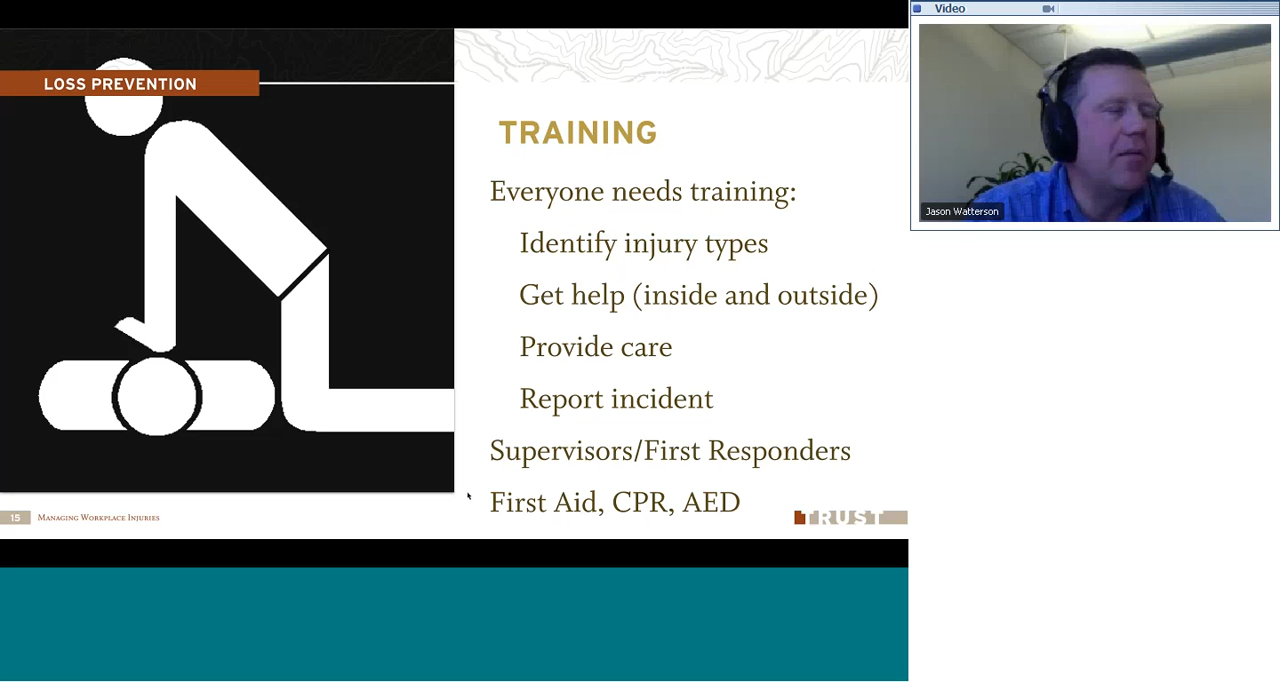 LOSS PREVENTION
TRAINING
Everyone needs training:
Identify injury types
Get help (inside and outside)
Provide care
Report incident
Supervisors/First Responders
First Aid, CPR, AED
15 Managing Workplace Injuries
TRUST
Video
Jason Watterson